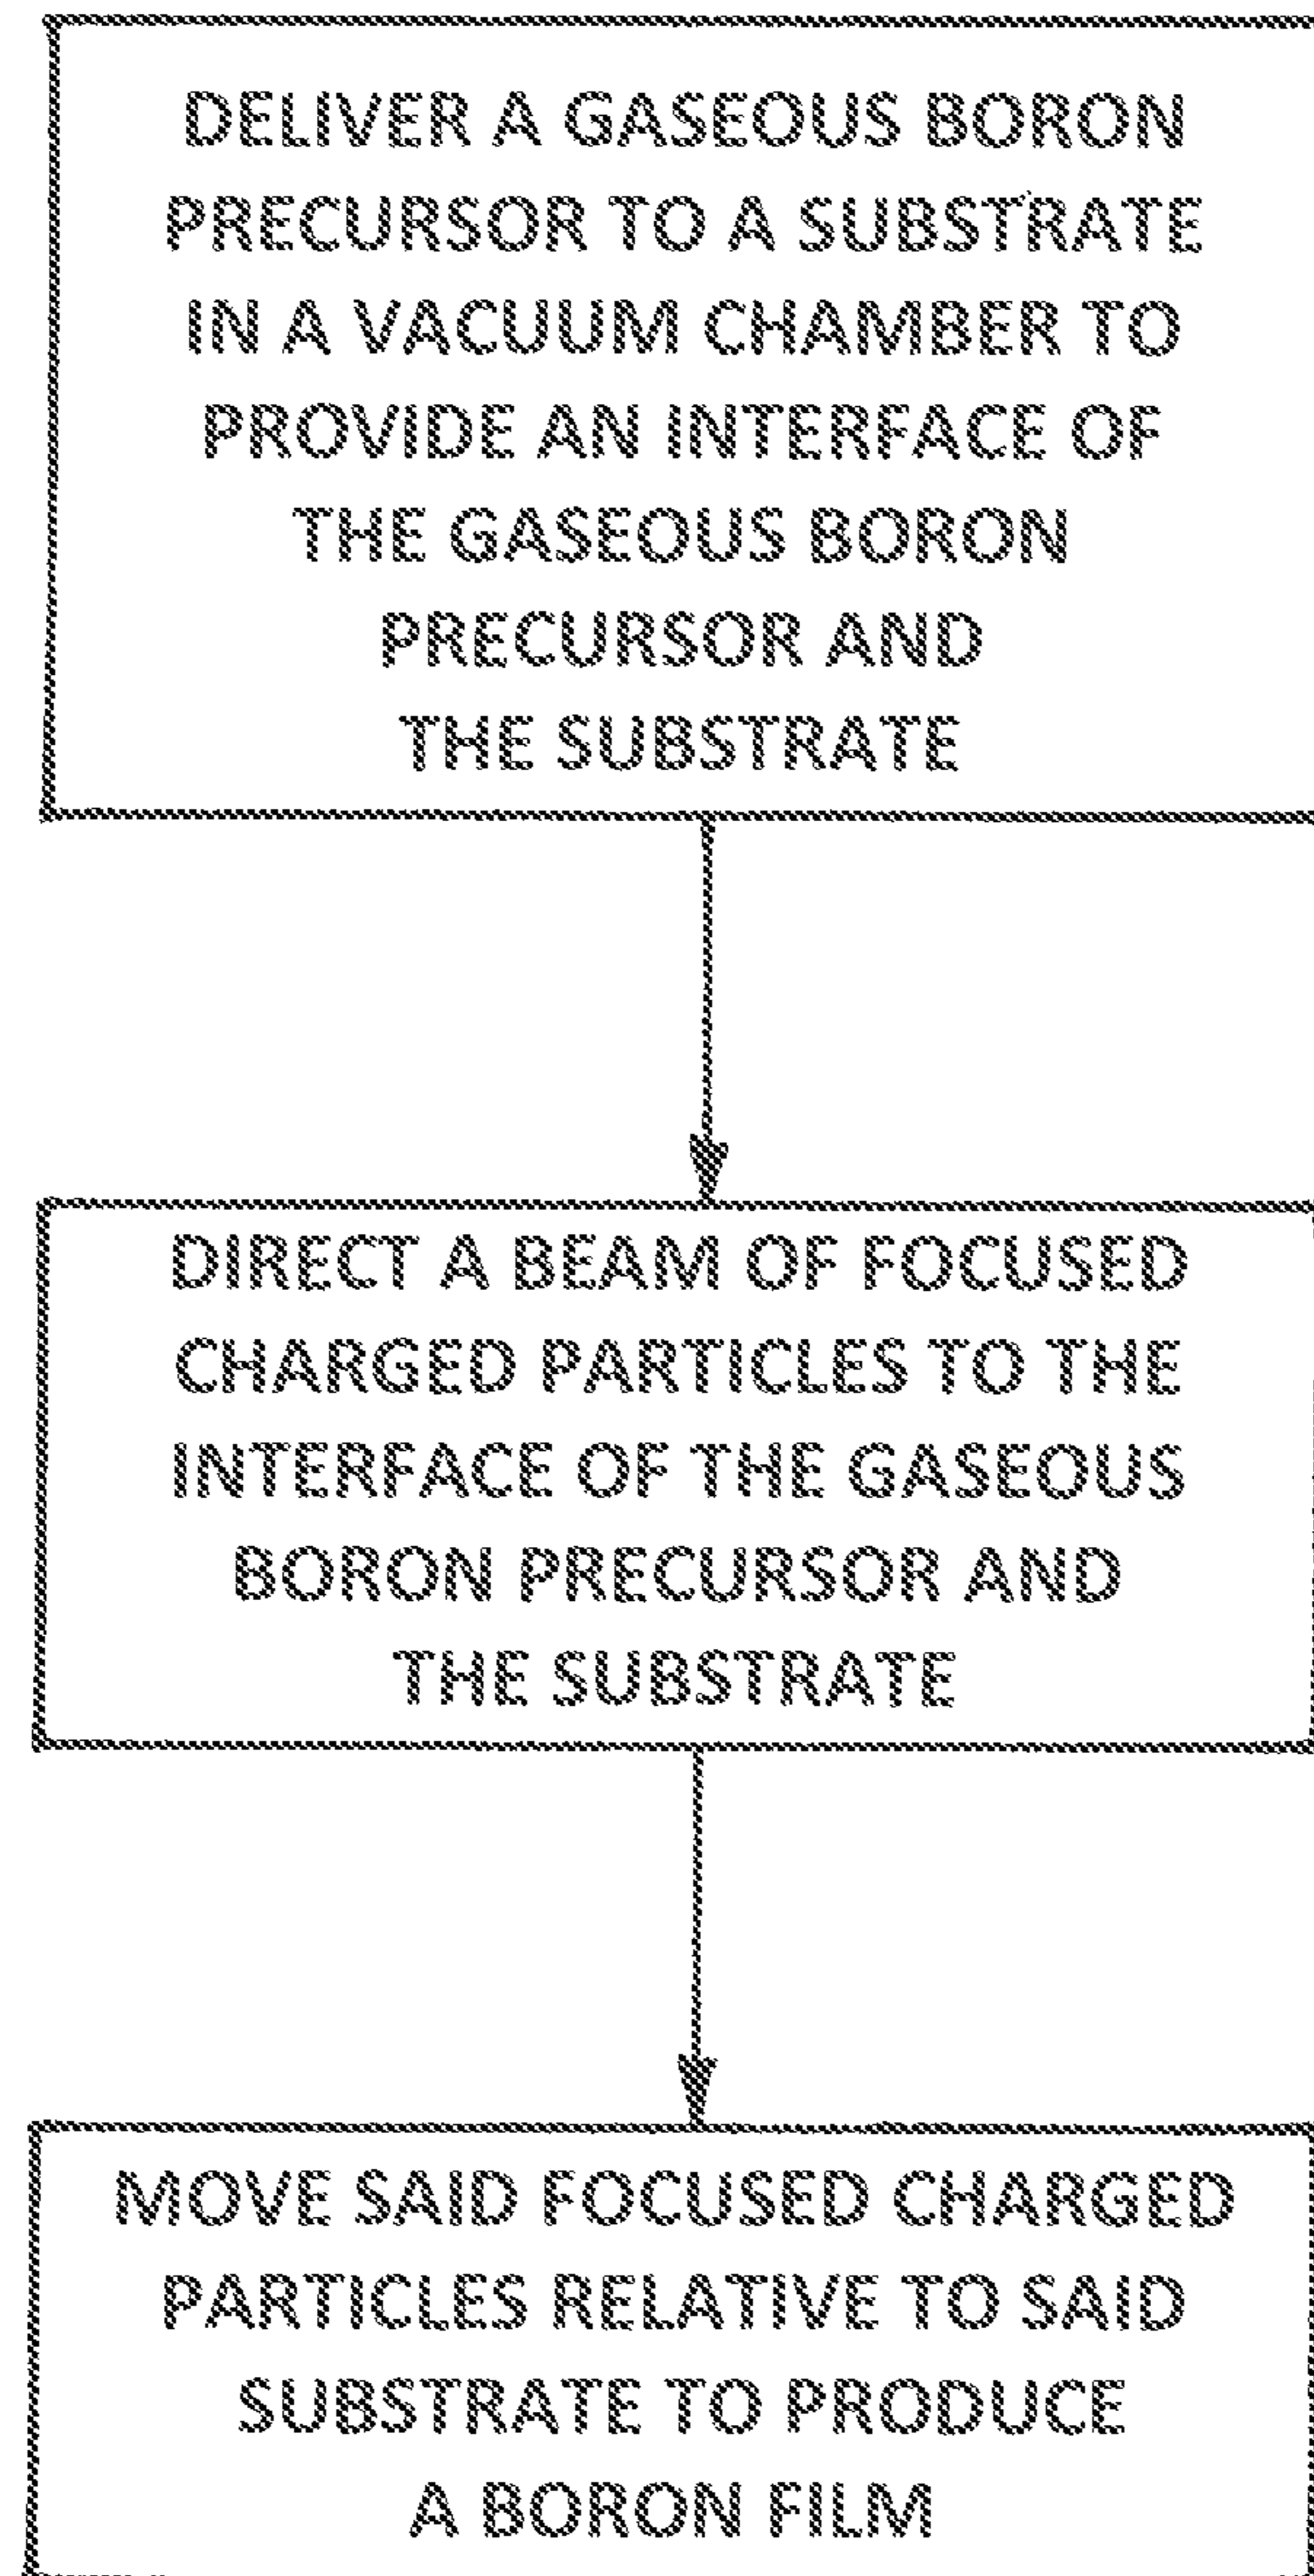 DELIVER A GASEOUS BORON
PRECURSOR TO A SUBSTRATE
IN A VACUUM CHAMBER TO
PROVIDE AN INTERFACE OF
THE GASEOUS BORON
PRECURSOR AND
THE SUBSTRATE
DIRECT A BEAM OF FOCUSED
CHARGED PARTICLES TO THE
INTERFACE OF THE GASEOUS
BORON PRECURSOR AND
THE SUBSTRATE
MOVE SAID FOCUSED CHARGED
PARTICLES RELATIVE TO SAID
SUBSTRATE TO PRODUCE
A BORON FILM